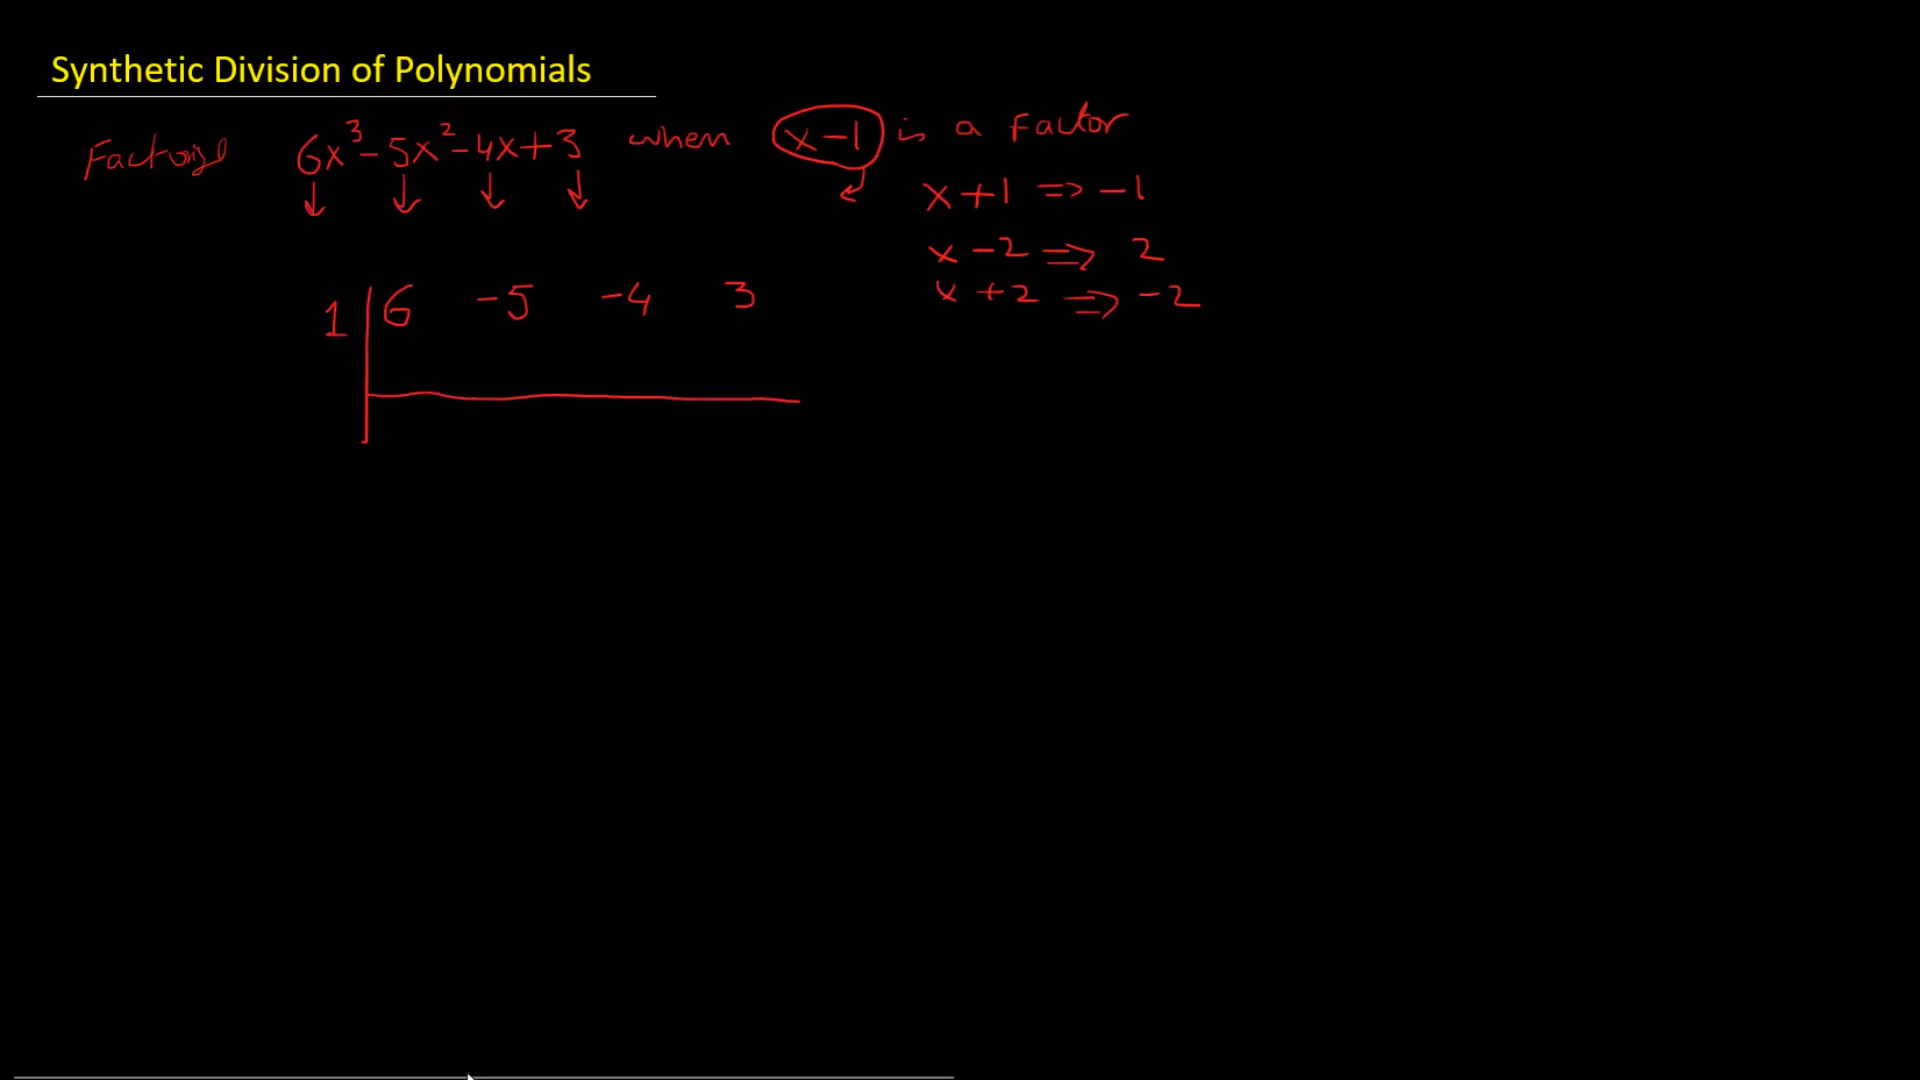 Synthetic Division of Polynomials
Factorize 6x³-5x²-4x+3 when x-1 is a factor
x+1 => -1
x-2 => 2
x+2 => -2
1 6 -5 -4 3